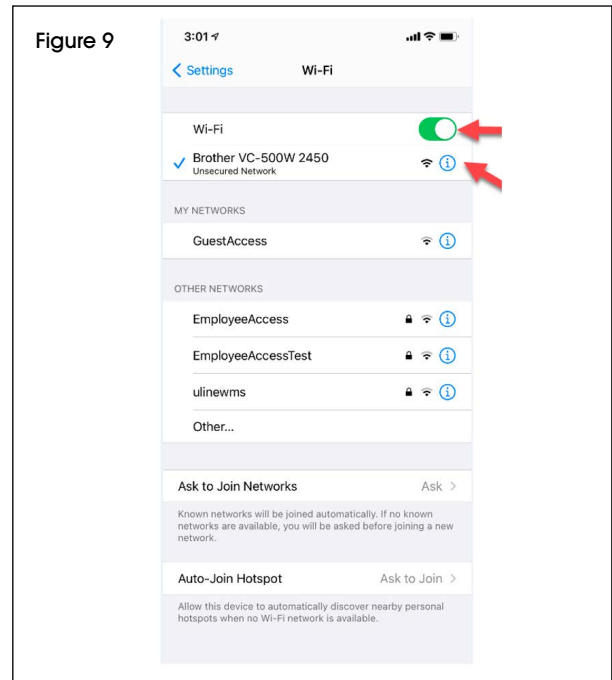 Figure 9
3:01
Settings
Wi-Fi
Wi-Fi
Brother VC-500W 2450
Unsecured Network
MY NETWORKS
GuestAccess
OTHER NETWORKS
EmployeeAccess
EmployeeAccessTest
ulinewms
Other...
Ask to Join Networks Ask
Known networks will be joined automatically. If no known
networks are available, you will be asked before joining a new
network.
Auto-Join Hotspot Ask to Join
Allow this device to automatically discover nearby personal
hotspots when no Wi-Fi network is available.